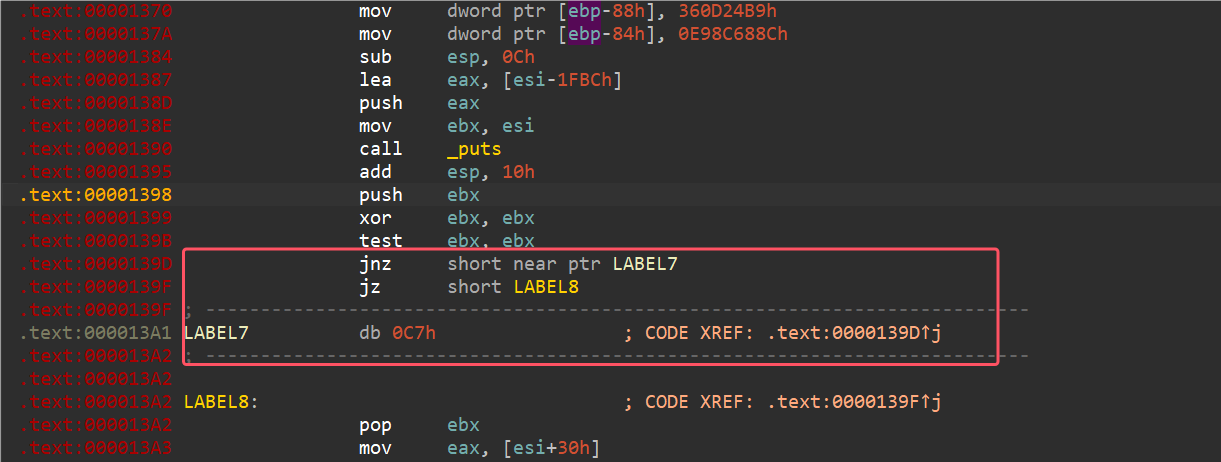 .text:00001370 mov dword ptr [ebp-88h], 360D24B9h
.text:0000137A mov dword ptr [ebp-84h], 0E98C688Ch
.text:00001384 sub esp, 0Ch
.text:00001387 lea eax, [esi-1FBCh]
.text:0000138D push eax
.text:0000138E mov ebx, esi
.text:00001390 call _puts
.text:00001395 add esp, 10h
.text:00001398 push ebx
.text:00001399 xor ebx, ebx
.text:0000139B test ebx, ebx
.text:0000139D jnz short near ptr LABEL7
.text:0000139F jz short LABEL8
.text:0000139F ; ---------------------------------------------------------------------------
.text:000013A1 LABEL7 db 0C7h ; CODE XREF: .text:0000139D↑j
.text:000013A2 ; ---------------------------------------------------------------------------
.text:000013A2
.text:000013A2 LABEL8: ; CODE XREF: .text:0000139F↑j
.text:000013A2 pop ebx
.text:000013A3 mov eax, [esi+30h]